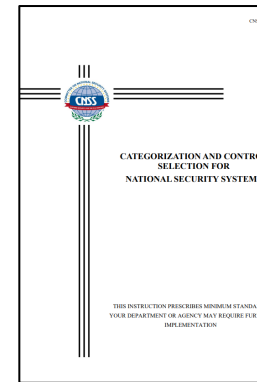 CNS
CNSS
CATEGORIZATION AND CONTRO
SELECTION FOR
NATIONAL SECURITY SYSTEM
THIS INSTRUCTION PRESCRIBES MINIMUM STANDA
YOUR DEPARTMENT OR AGENCY MAY REQUIRE FUR
IMPLEMENTATION